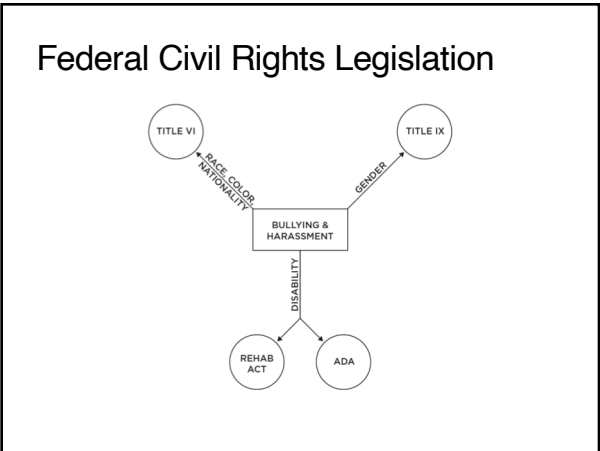 Federal Civil Rights Legislation
TITLE VI
TITLE IX
RACE, COLOR,
NATIONALITY
GENDER
BULLYING &
HARASSMENT
DISABILITY
REHAB
ACT
ADA